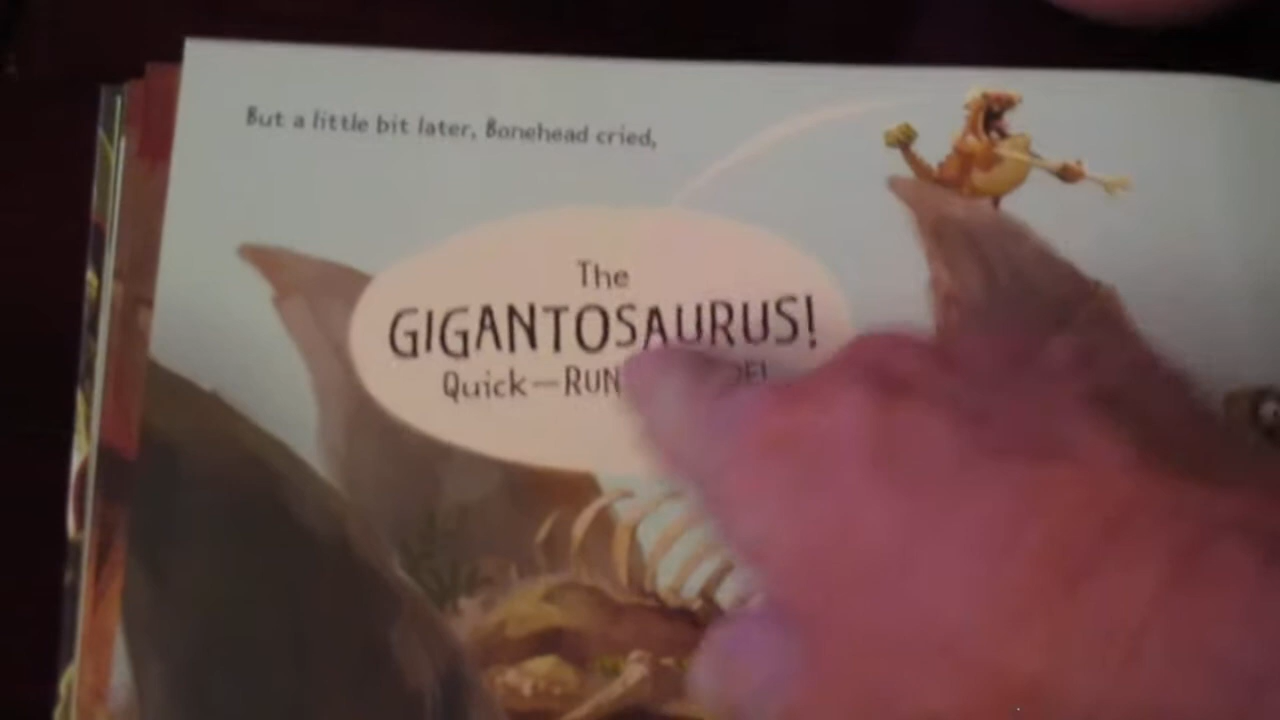 But a little bit later, Bonehead cried,
The
GIGANTOSAURUS!
Quick—RUN